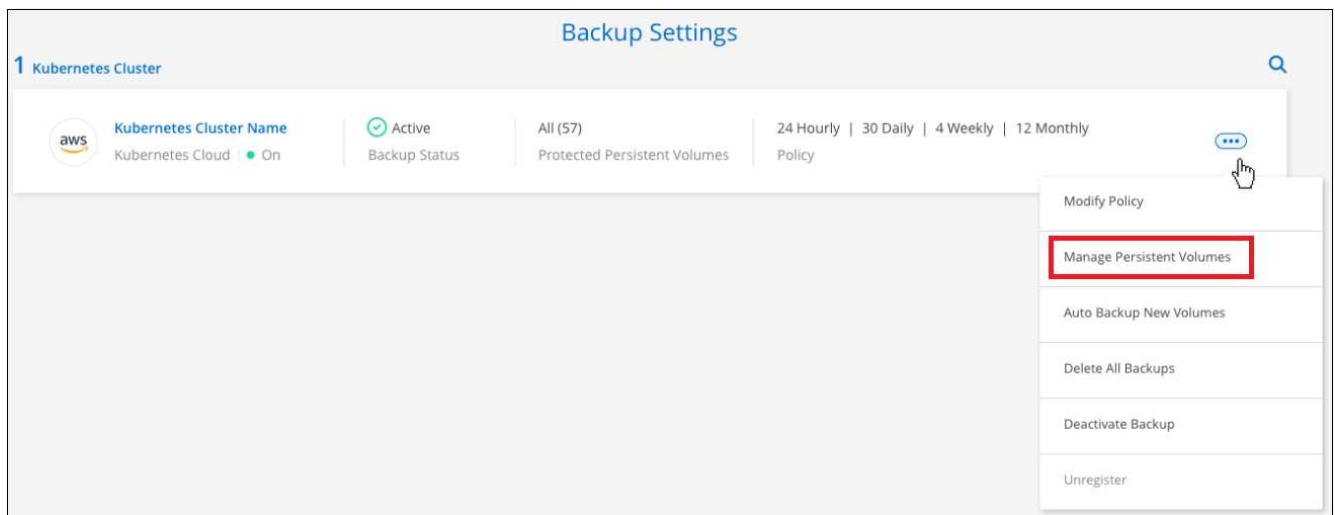 Backup Settings
1 Kubernetes Cluster
aws
Kubernetes Cluster Name
Kubernetes Cloud | On
Active
Backup Status
All (57)
Protected Persistent Volumes
24 Hourly | 30 Daily | 4 Weekly | 12 Monthly
Policy
Modify Policy
Manage Persistent Volumes
Auto Backup New Volumes
Delete All Backups
Deactivate Backup
Unregister